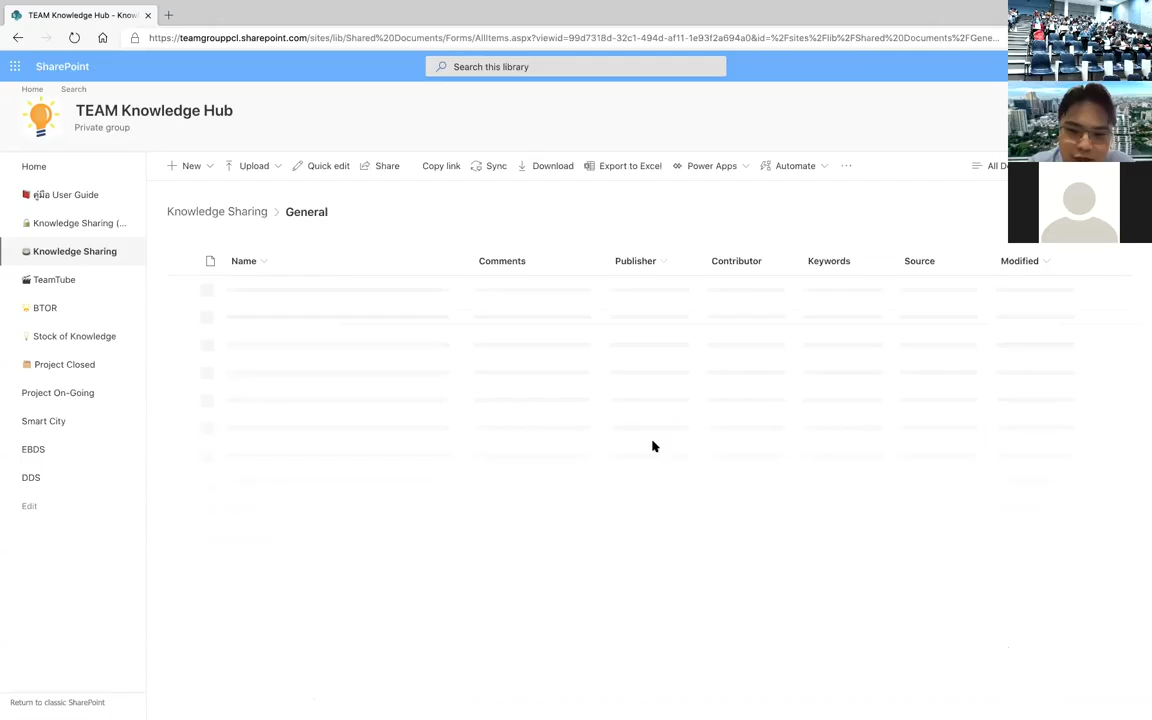 TEAM Knowledge Hub - Know
https://teamgrouppcl.sharepoint.com/sites/lib/Shared%20Documents/Forms/AllItems.aspx?viewid=99d7318d-32c1-494d-af11-1e93f2a694a0&id=%2Fsites%2Flib%2FShared%20Documents%2FGene...
SharePoint
Search this library
Home Search
TEAM Knowledge Hub
Private group
New Upload Quick edit Share Copy link Sync Download Export to Excel Power Apps Automate ... All D
Home
คู่มือ User Guide
Knowledge Sharing (...
Knowledge Sharing
TeamTube
BTOR
Stock of Knowledge
Project Closed
Project On-Going
Smart City
EBDS
DDS
Edit
Return to classic SharePoint
Knowledge Sharing > General
Name Comments Publisher Contributor Keywords Source Modified